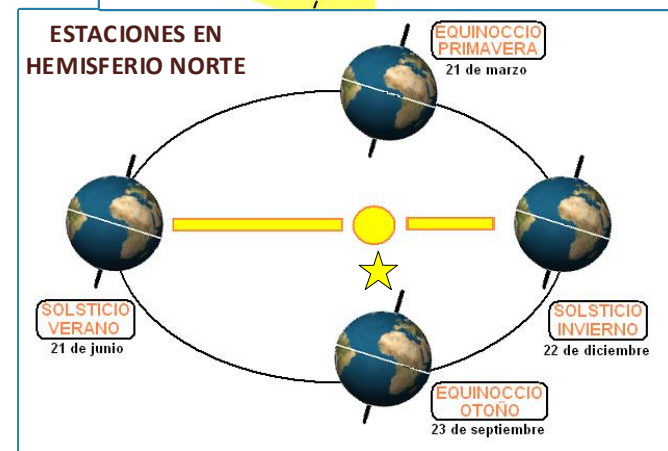 ESTACIONES EN
HEMISFERIO NORTE
EQUINOCCIO
PRIMAVERA
21 de marzo
SOLSTICIO
VERANO
21 de junio
SOLSTICIO
INVIERNO
22 de diciembre
EQUINOCCIO
OTOÑO
23 de septiembre